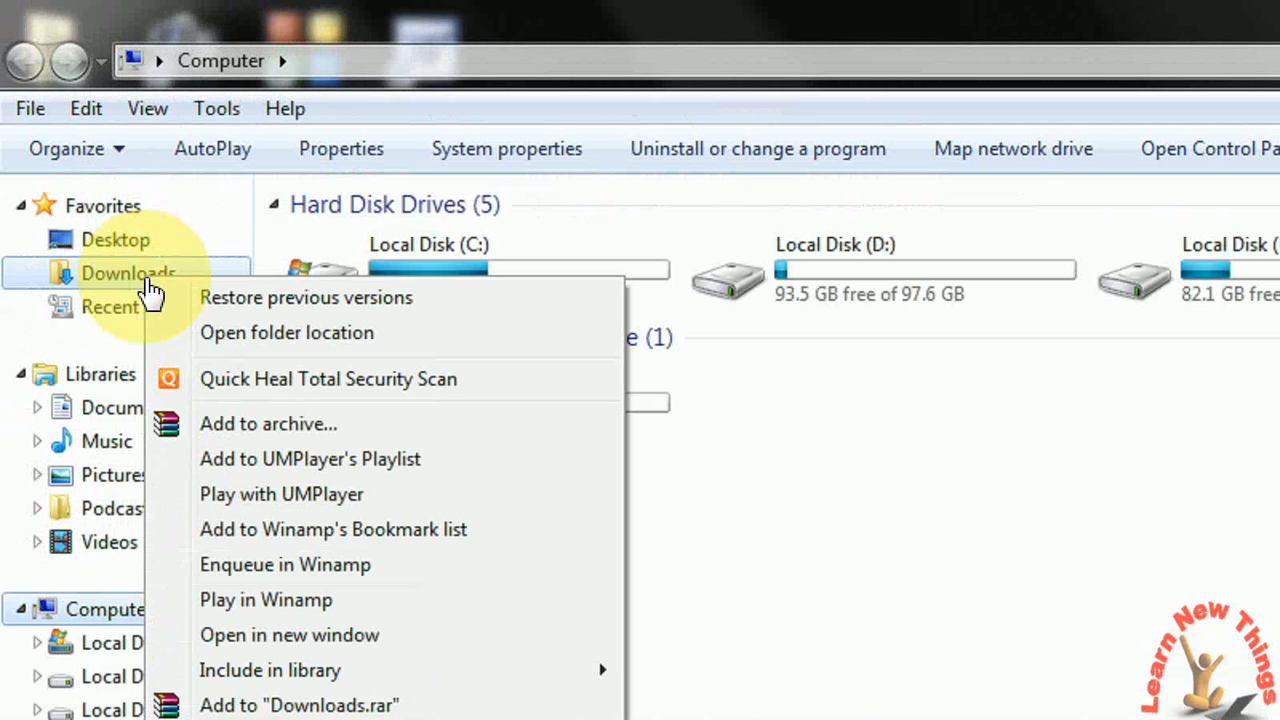 Computer
File Edit View Tools Help
Organize AutoPlay Properties System properties Uninstall or change a program Map network drive Open Control Pa
Favorites
Desktop
Downloads
Recent
Libraries
Docum
Music
Pictures
Podcas
Videos
Compute
Local D
Local D
Local D
Hard Disk Drives (5)
Local Disk (C:)
Local Disk (D:)
93.5 GB free of 97.6 GB
Local Disk (
82.1 GB free
e (1)
Restore previous versions
Open folder location
Quick Heal Total Security Scan
Add to archive...
Add to UMPlayer's Playlist
Play with UMPlayer
Add to Winamp's Bookmark list
Enqueue in Winamp
Play in Winamp
Open in new window
Include in library
Add to "Downloads.rar"
Learn New Things